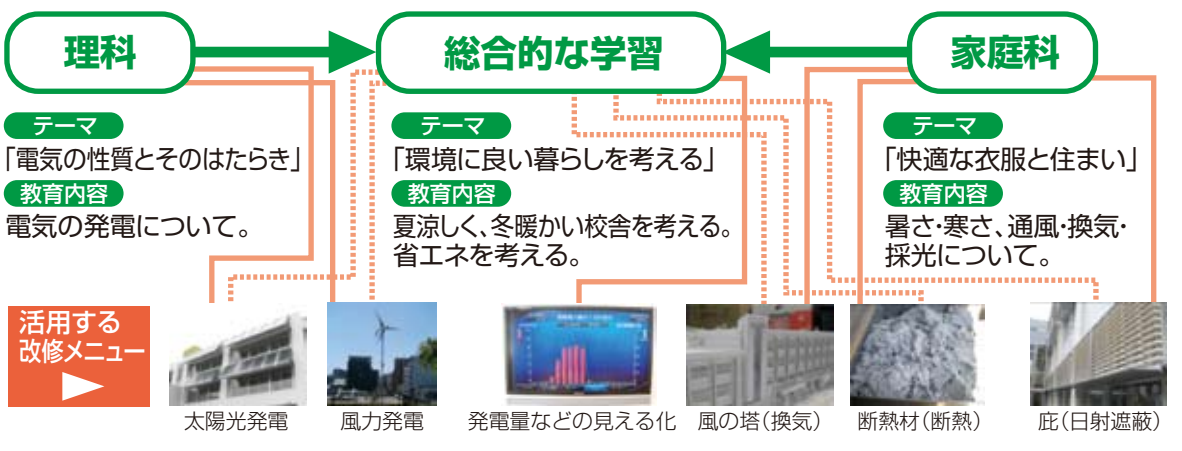 理科
総合的な学習
家庭科
テーマ
「電気の性質とそのはたらき」
教育内容
電気の発電について。
テーマ
「環境に良い暮らしを考える」
教育内容
夏涼しく、冬暖かい校舎を考える。
省エネを考える。
テーマ
「快適な衣服と住まい」
教育内容
暑さ・寒さ、通風・換気・
採光について。
活用する
改修メニュー
太陽光発電
風力発電
発電量などの見える化
風の塔(換気)
断熱材(断熱)
庇(日射遮蔽)